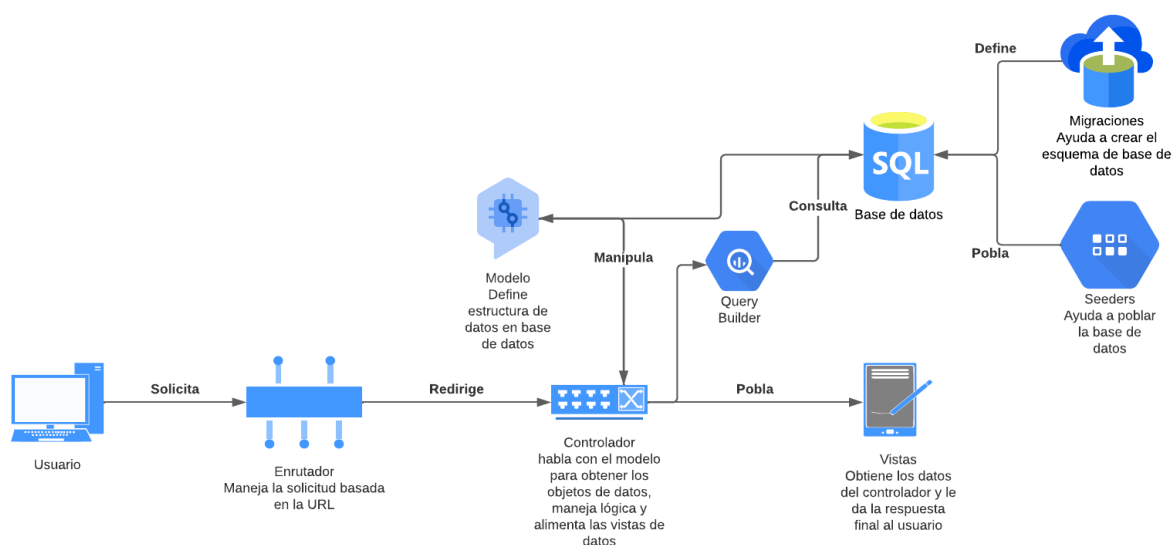 Define
Migraciones
Ayuda a crear el
esquema de base de
datos
SQL
Base de datos
Consulta
Manipula
Modelo
Define
estructura de
datos en base
de datos
Query
Builder
Pobla
Seeders
Ayuda a poblar
la base de
datos
Solicita
Redirige
Pobla
Usuario
Enrutador
Maneja la solicitud basada
en la URL
Controlador
habla con el modelo
para obtener los
objetos de datos,
maneja lógica y
alimenta las vistas de
datos
Vistas
Obtiene los datos
del controlador y le
da la respuesta
final al usuario